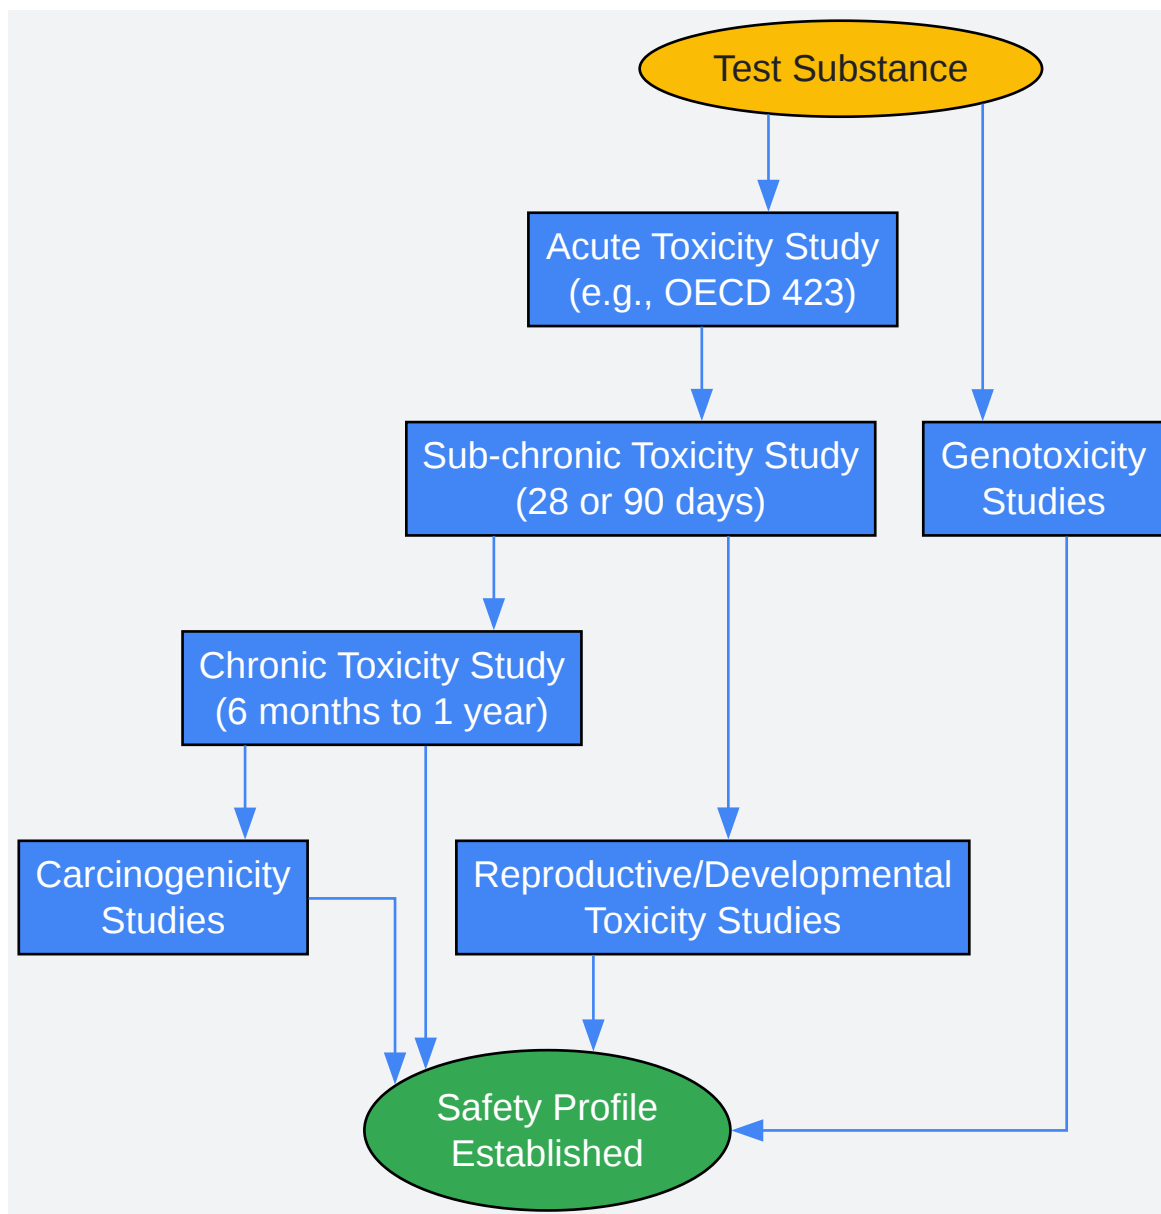 Test Substance
Acute Toxicity Study
(e.g., OECD 423)
Sub-chronic Toxicity Study
(28 or 90 days)
Genotoxicity
Studies
Chronic Toxicity Study
(6 months to 1 year)
Carcinogenicity
Studies
Reproductive/Developmental
Toxicity Studies
Safety Profile
Established